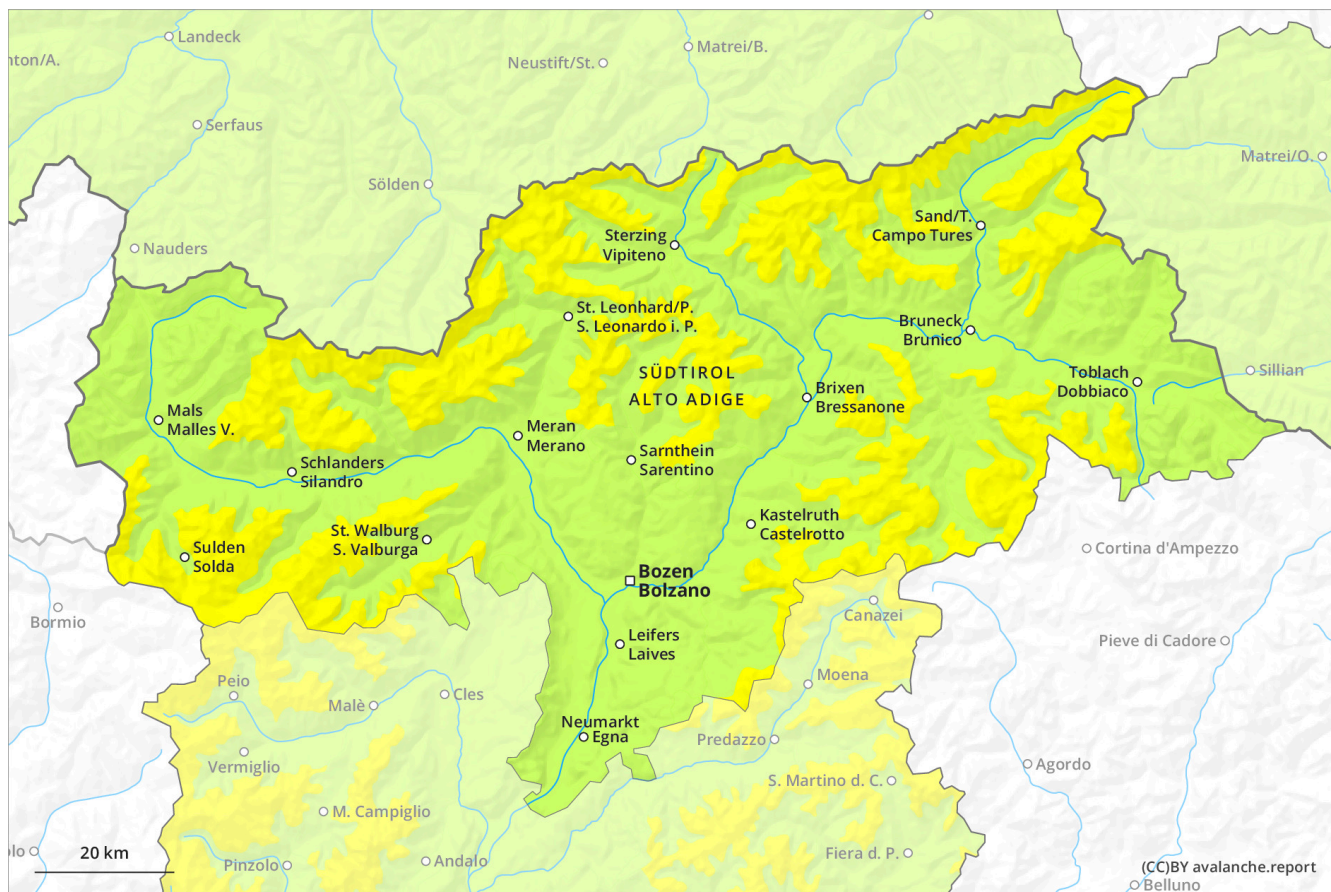 Landeck
nton/A.
Matrei/B.
Neustift/St.
Serfaus
Matrei/O.
Sölden
Sand/T.
Campo Tures
Nauders
Sterzing
Vipiteno
St. Leonhard/P.
S. Leonardo i. P.
Bruneck
Brunico
SÜDTIROL
ALTO ADIGE
Toblach
Dobbiaco
Sillian
Brixen
Bressanone
Mals
Malles V.
Meran
Merano
Sarnthein
Sarentino
Schlanders
Silandro
Kastelruth
Castelrotto
St. Walburg
S. Valburga
Sulden
Solda
Cortina d'Ampezzo
Bozen
Bolzano
Bormio
Canazei
Leifers
Laives
Pieve di Cadore
Peio
Moena
Malè
Cles
Neumarkt
Egna
Predazzo
Vermiglio
Agordo
S. Martino d. C.
M. Campiglio
olo
20 km
Pinzolo
Andalo
Fiera d. P.
(CC)BY avalanche.report
Belluno